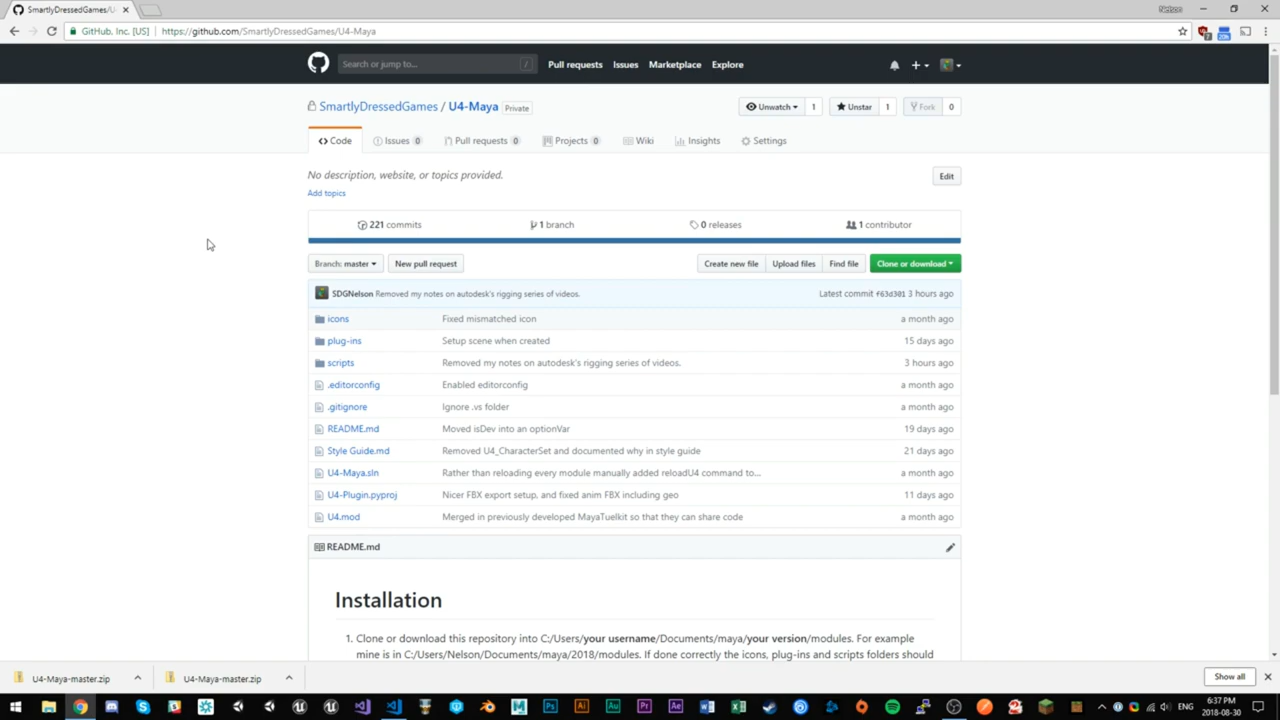 SmartlyDressedGames/U
Nelson
GitHub, Inc. [US] https://github.com/SmartlyDressedGames/U4-Maya
Search or jump to... /
Pull requests Issues Marketplace Explore
SmartlyDressedGames / U4-Maya Private
Unwatch 1 Unstar 1 Fork 0
Code Issues 0 Pull requests 0 Projects 0 Wiki Insights Settings
No description, website, or topics provided.
Edit
Add topics
221 commits 1 branch 0 releases 1 contributor
Branch: master New pull request Create new file Upload files Find file Clone or download
SDGNelson Removed my notes on autodesk's rigging series of videos. Latest commit f63d301 3 hours ago
icons Fixed mismatched icon a month ago
plug-ins Setup scene when created 15 days ago
scripts Removed my notes on autodesk's rigging series of videos. 3 hours ago
.editorconfig Enabled editorconfig a month ago
.gitignore Ignore .vs folder a month ago
README.md Moved isDev into an optionVar 19 days ago
Style Guide.md Removed U4_CharacterSet and documented why in style guide 21 days ago
U4-Maya.sln Rather than reloading every module manually added reloadU4 command to... a month ago
U4-Plugin.pyproj Nicer FBX export setup, and fixed anim FBX including geo 11 days ago
U4.mod Merged in previously developed MayaTuelkit so that they can share code a month ago
README.md
Installation
1. Clone or download this repository into C:/Users/your username/Documents/maya/your version/modules. For example
mine is in C:/Users/Nelson/Documents/maya/2018/modules. If done correctly the icons, plug-ins and scripts folders should
U4-Maya-master.zip U4-Maya-master.zip Show all
ENG
6:37 PM
2018-08-30